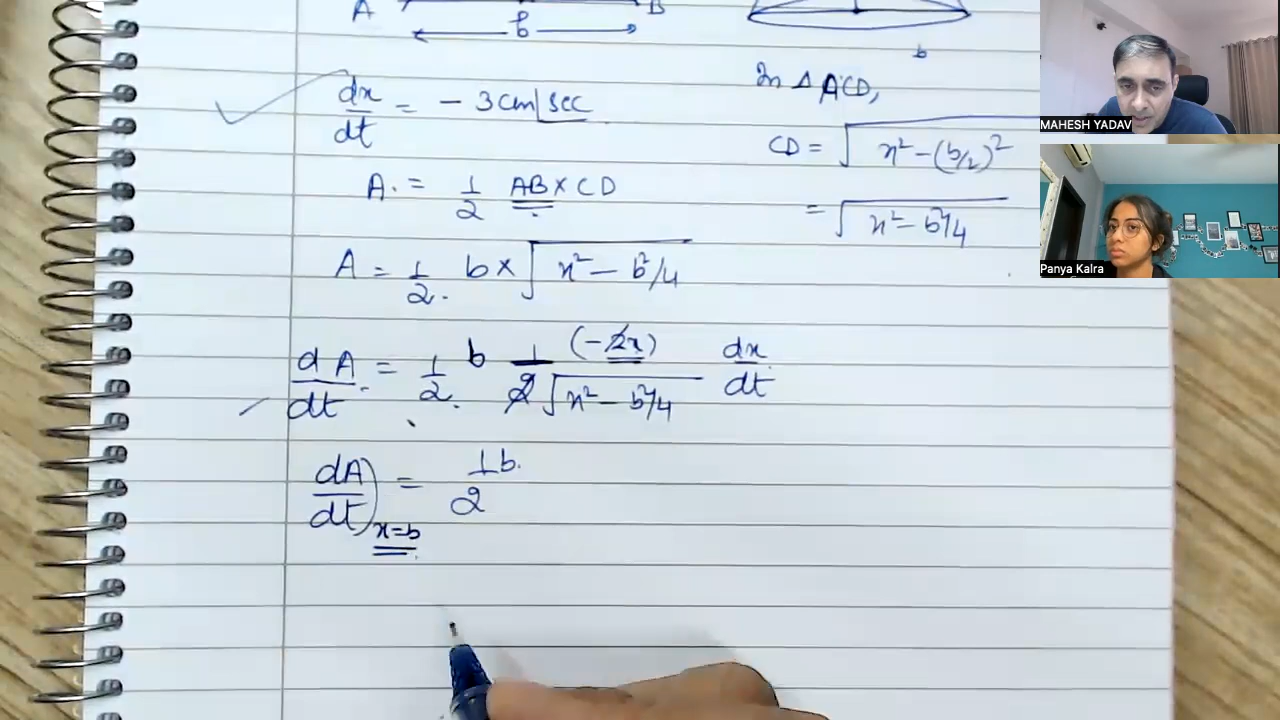 A B
b
b
In Δ ACD,
dx/dt = - 3 cm/sec
CD = √(x² - (b/2)²)
A. = 1/2 AB × CD
= √(x² - b²/4)
A = 1/2. b × √(x² - b²/4)
dA/dt = 1/2. b 1/(2√(x² - b²/4)) (-2x) dx/dt
dA/dt)x=b = 1/2 b.
MAHESH YADAV
Panya Kalra